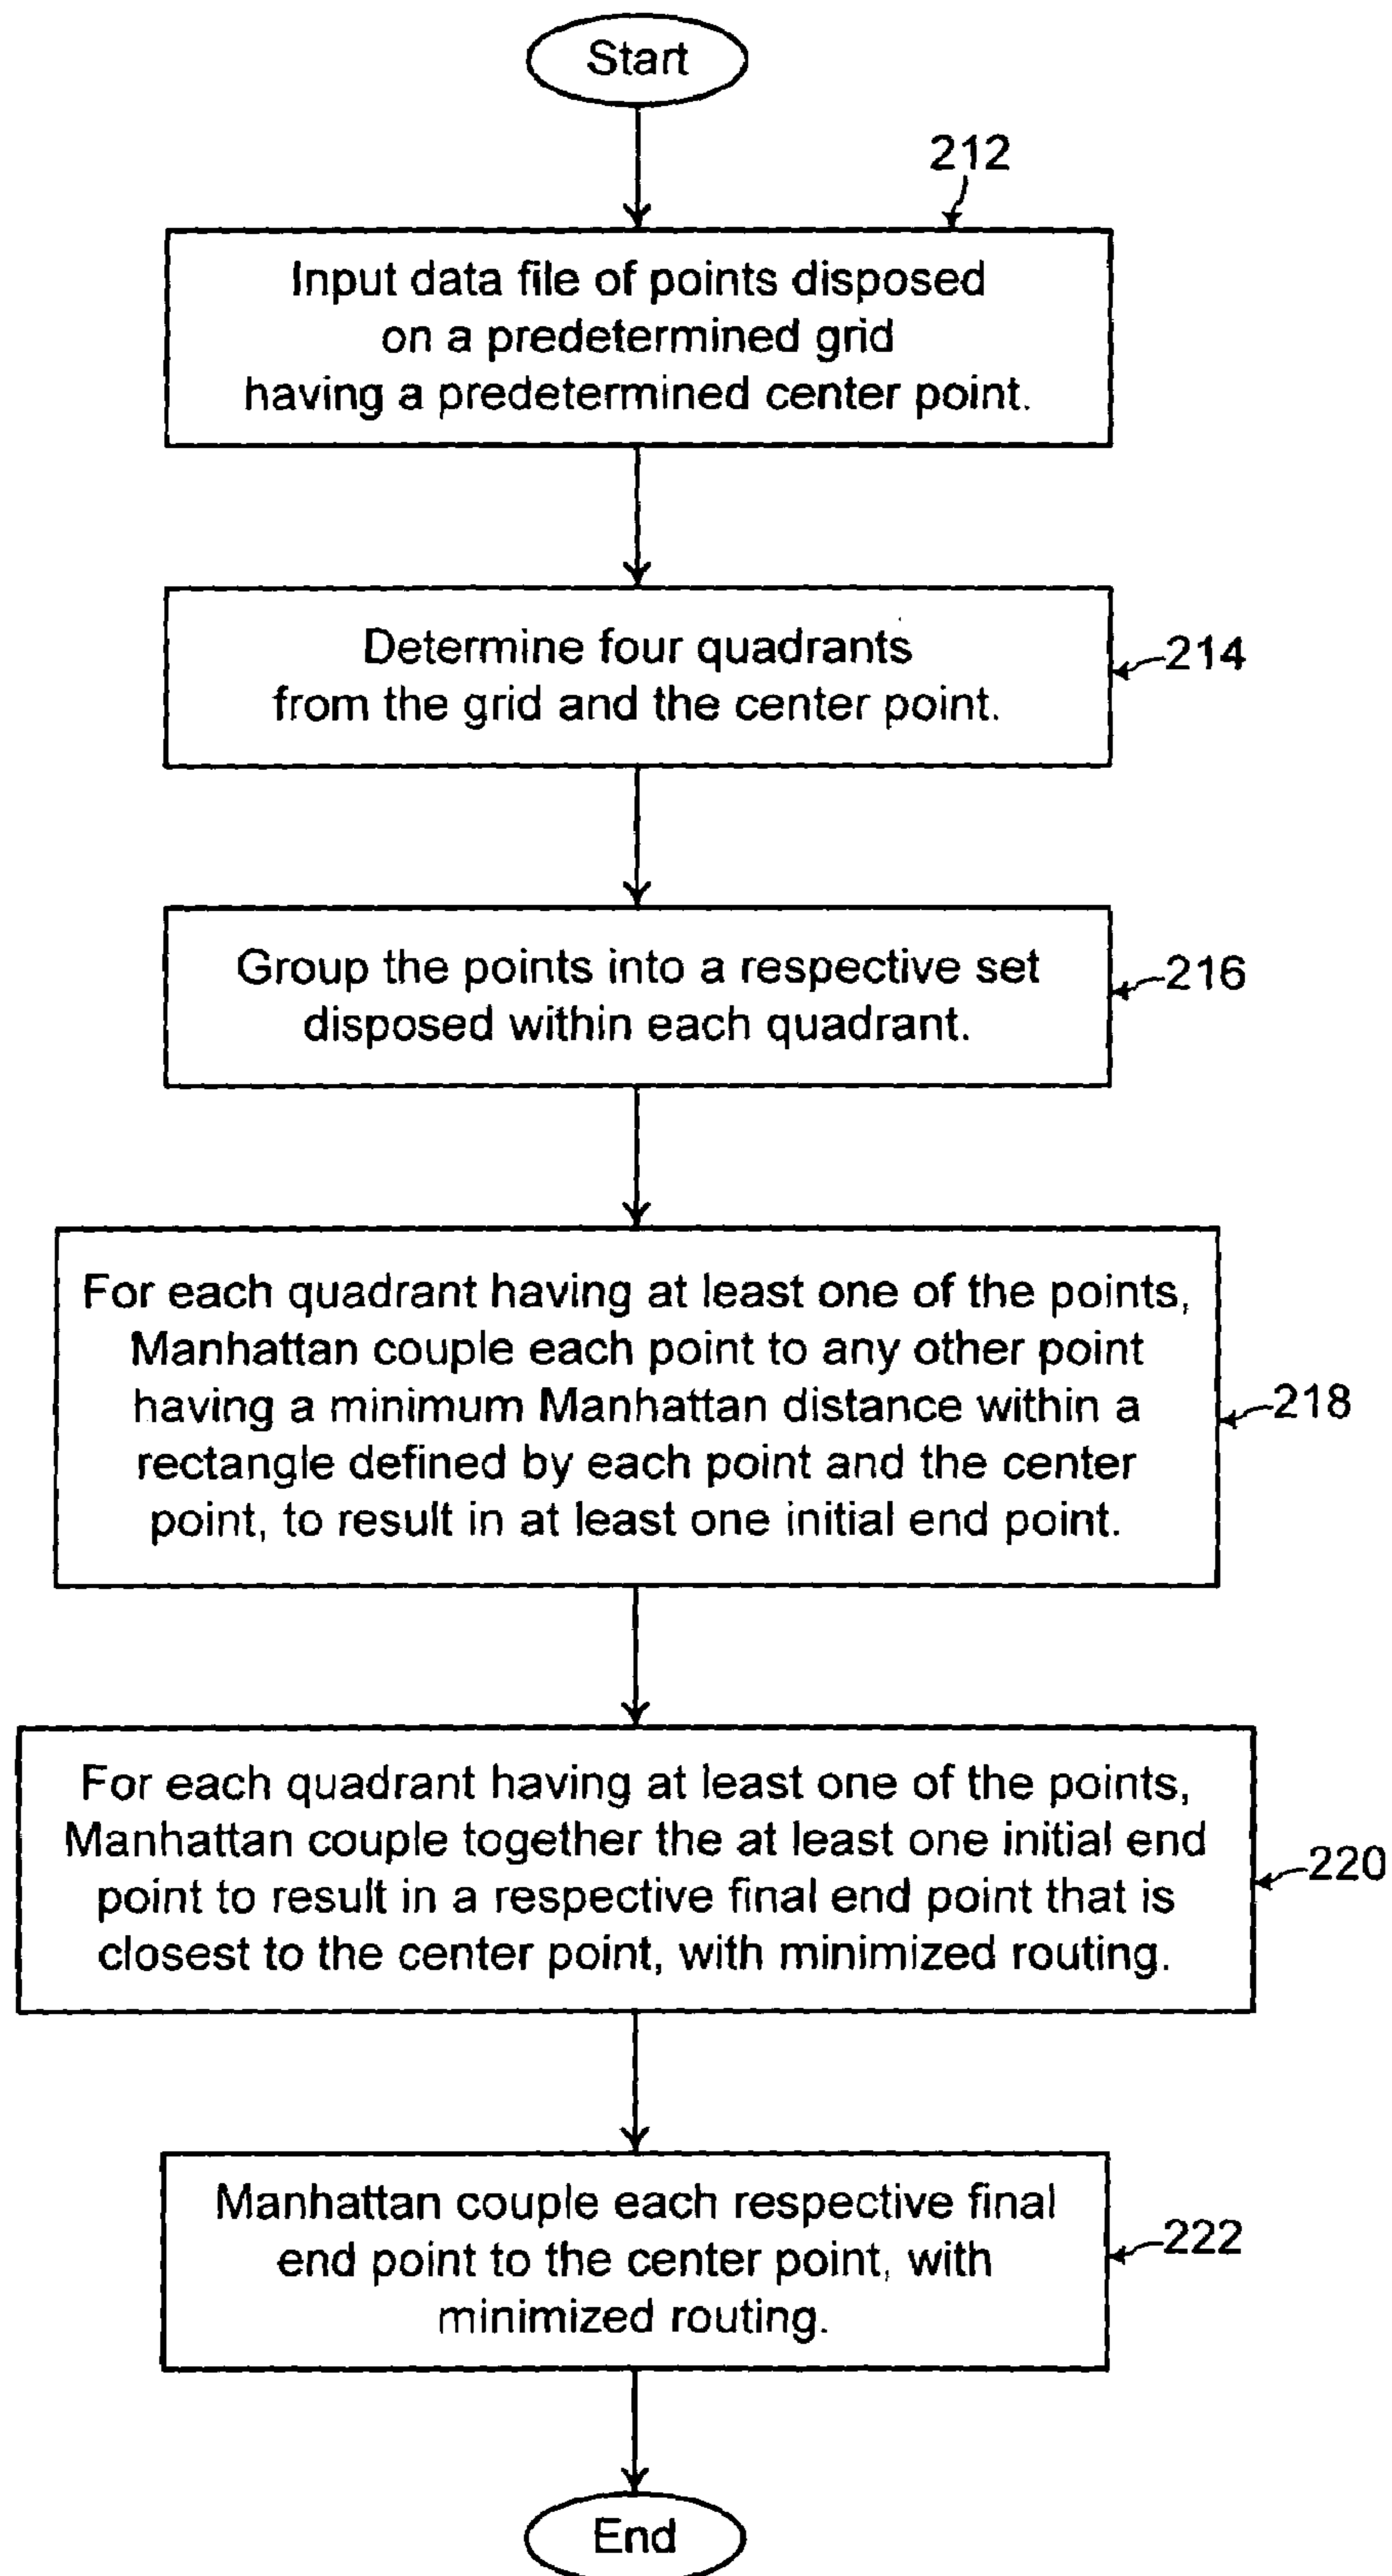 Start
212
Input data file of points disposed
on a predetermined grid
having a predetermined center point.
Determine four quadrants
from the grid and the center point.
214
Group the points into a respective set
disposed within each quadrant.
216
For each quadrant having at least one of the points,
Manhattan couple each point to any other point
having a minimum Manhattan distance within a
rectangle defined by each point and the center
point, to result in at least one initial end point.
218
For each quadrant having at least one of the points,
Manhattan couple together the at least one initial end
point to result in a respective final end point that is
closest to the center point, with minimized routing.
220
Manhattan couple each respective final
end point to the center point, with
minimized routing.
222
End